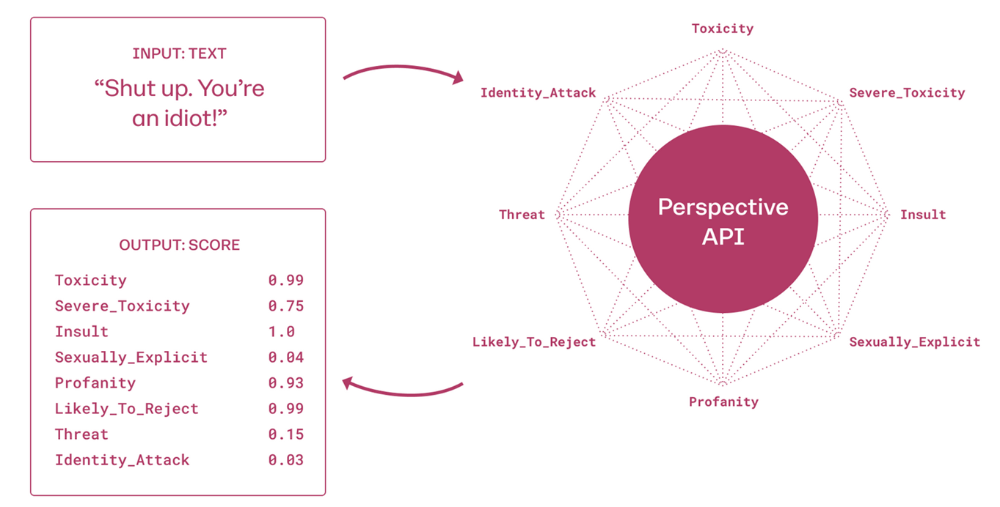 INPUT: TEXT
“Shut up. You’re
an idiot!”
OUTPUT: SCORE
Toxicity 0.99
Severe_Toxicity 0.75
Insult 1.0
Sexually_Explicit 0.04
Profanity 0.93
Likely_To_Reject 0.99
Threat 0.15
Identity_Attack 0.03
Toxicity
Identity_Attack
Severe_Toxicity
Threat
Perspective
API
Insult
Likely_To_Reject
Sexually_Explicit
Profanity